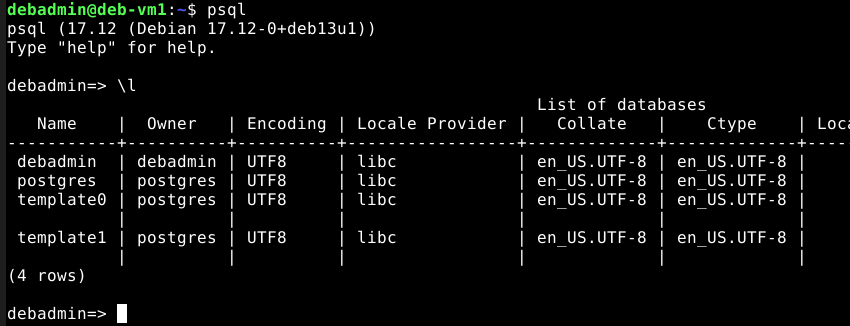 debadmin@deb-vm1:~$ psql
psql (17.12 (Debian 17.12-0+deb13u1))
Type "help" for help.

debadmin=> \l
                                                     List of databases
   Name    |  Owner   | Encoding | Locale Provider |   Collate   |    Ctype    | Loca
-----------+----------+----------+-----------------+-------------+-------------+-----
 debadmin  | debadmin | UTF8     | libc            | en_US.UTF-8 | en_US.UTF-8 |
 postgres  | postgres | UTF8     | libc            | en_US.UTF-8 | en_US.UTF-8 |
 template0 | postgres | UTF8     | libc            | en_US.UTF-8 | en_US.UTF-8 |
           |          |          |                 |             |             |
 template1 | postgres | UTF8     | libc            | en_US.UTF-8 | en_US.UTF-8 |
           |          |          |                 |             |             |
(4 rows)

debadmin=>